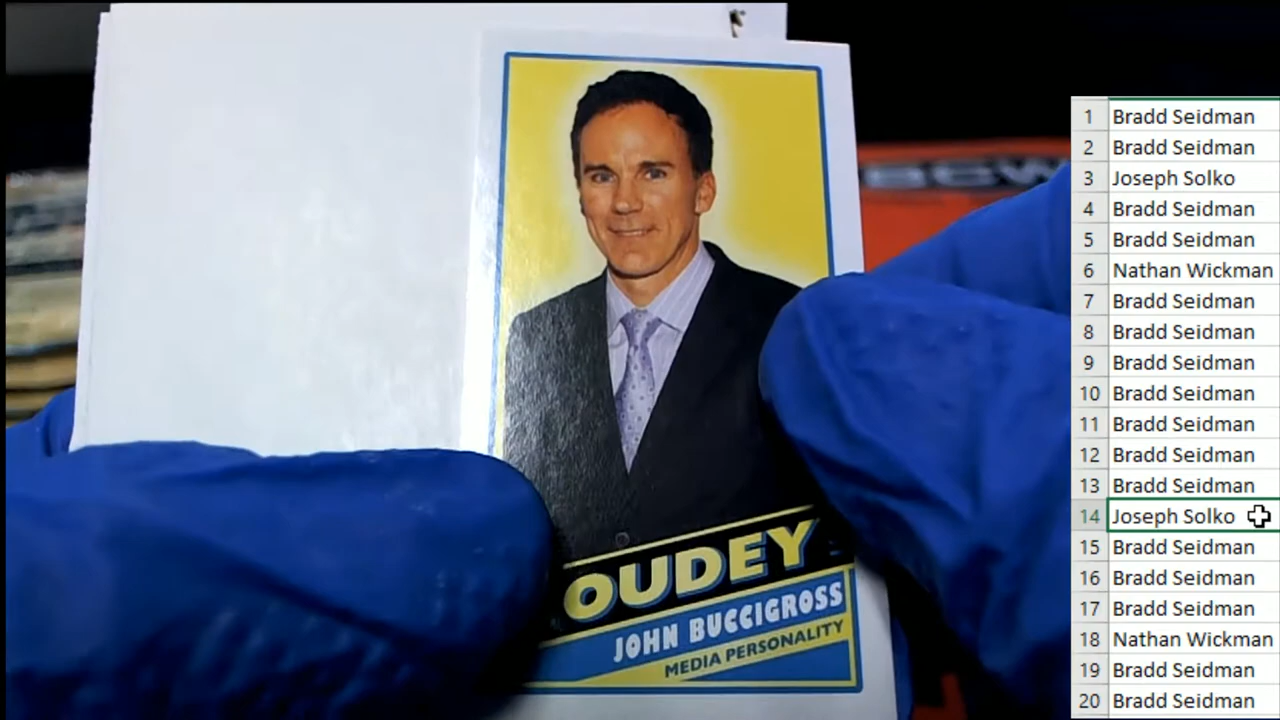 OUDEY
JOHN BUCCIGROSS
MEDIA PERSONALITY
BCW
1 Bradd Seidman
2 Bradd Seidman
3 Joseph Solko
4 Bradd Seidman
5 Bradd Seidman
6 Nathan Wickman
7 Bradd Seidman
8 Bradd Seidman
9 Bradd Seidman
10 Bradd Seidman
11 Bradd Seidman
12 Bradd Seidman
13 Bradd Seidman
14 Joseph Solko
15 Bradd Seidman
16 Bradd Seidman
17 Bradd Seidman
18 Nathan Wickman
19 Bradd Seidman
20 Bradd Seidman